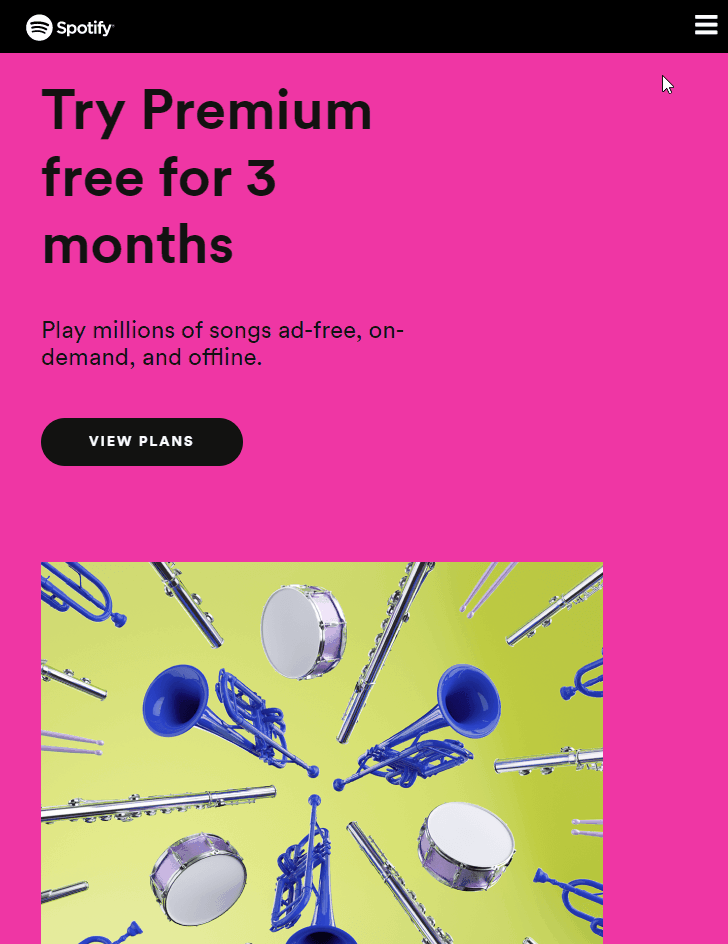 Spotify
Try Premium
free for 3
months
Play millions of songs ad-free, on-
demand, and offline.
VIEW PLANS